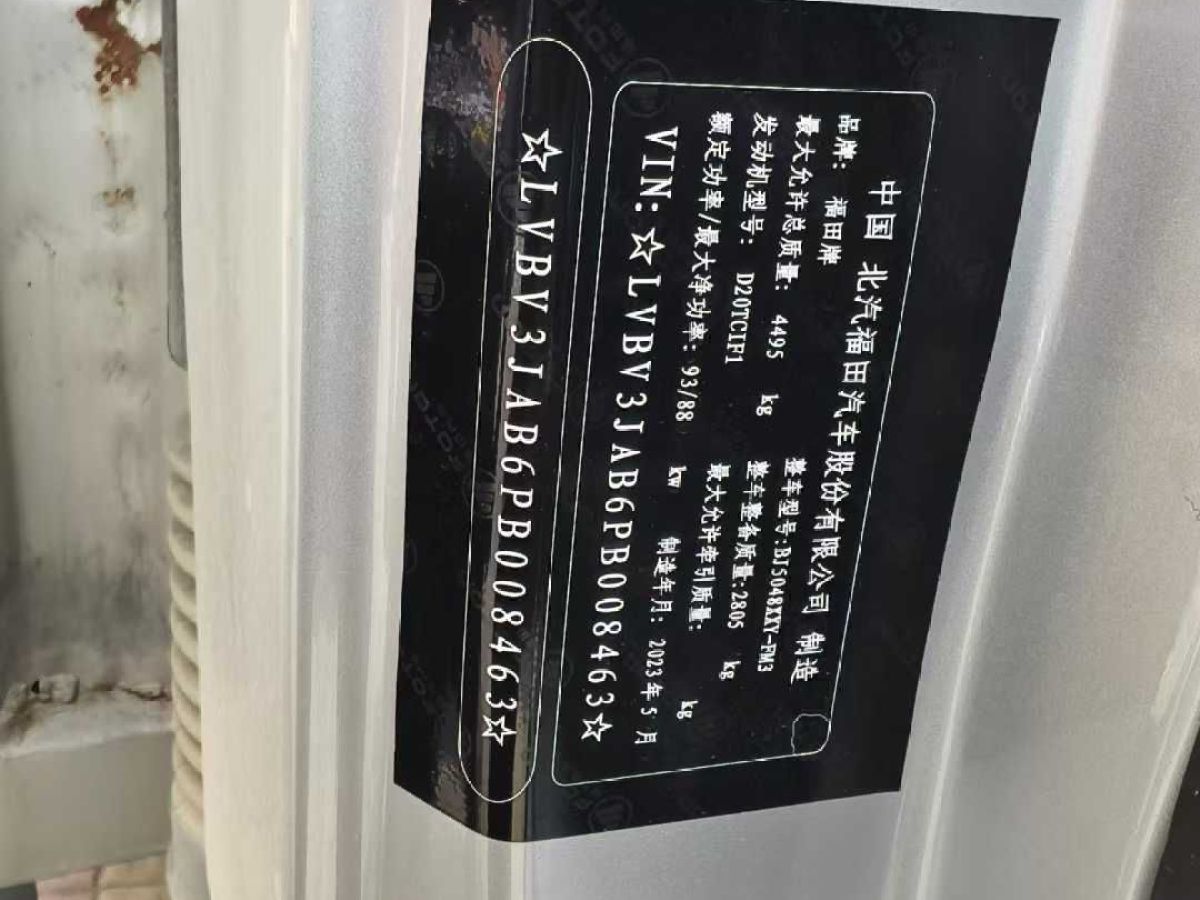 中国 北汽福田汽车股份有限公司 制造
品牌: 福田牌 整车型号:BJ5048XXY-FM3
最大允许总质量: 4495 kg 整车整备质量:2805 kg
发动机型号: D20TCIF1 最大允许牵引质量: kg
额定功率/最大净功率: 93/88 kw 制造年月: 2023年5月
VIN: ☆LVBV3JAB6PB008463☆
☆LVBV3JAB6PB008463☆